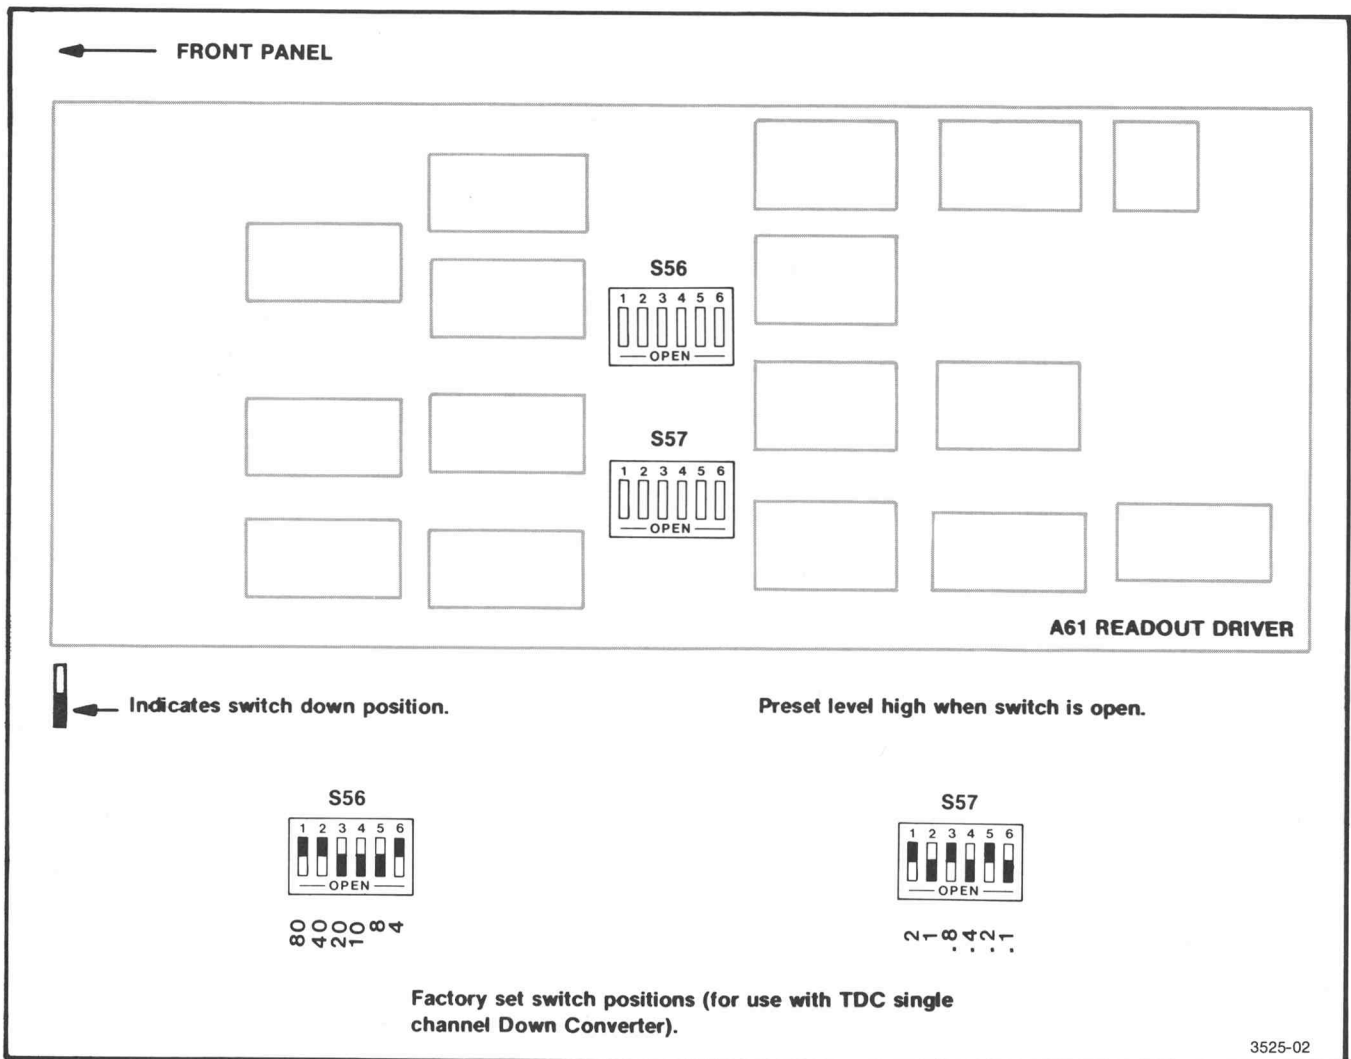 FRONT PANEL
S56
1 2 3 4 5 6
OPEN
S57
1 2 3 4 5 6
OPEN
A61 READOUT DRIVER
Indicates switch down position.
Preset level high when switch is open.
S56
1 2 3 4 5 6
OPEN
80 40 20 10 8 4
S57
1 2 3 4 5 6
OPEN
2 1 .8 .4 .2 .1
Factory set switch positions (for use with TDC single
channel Down Converter).
3525-02